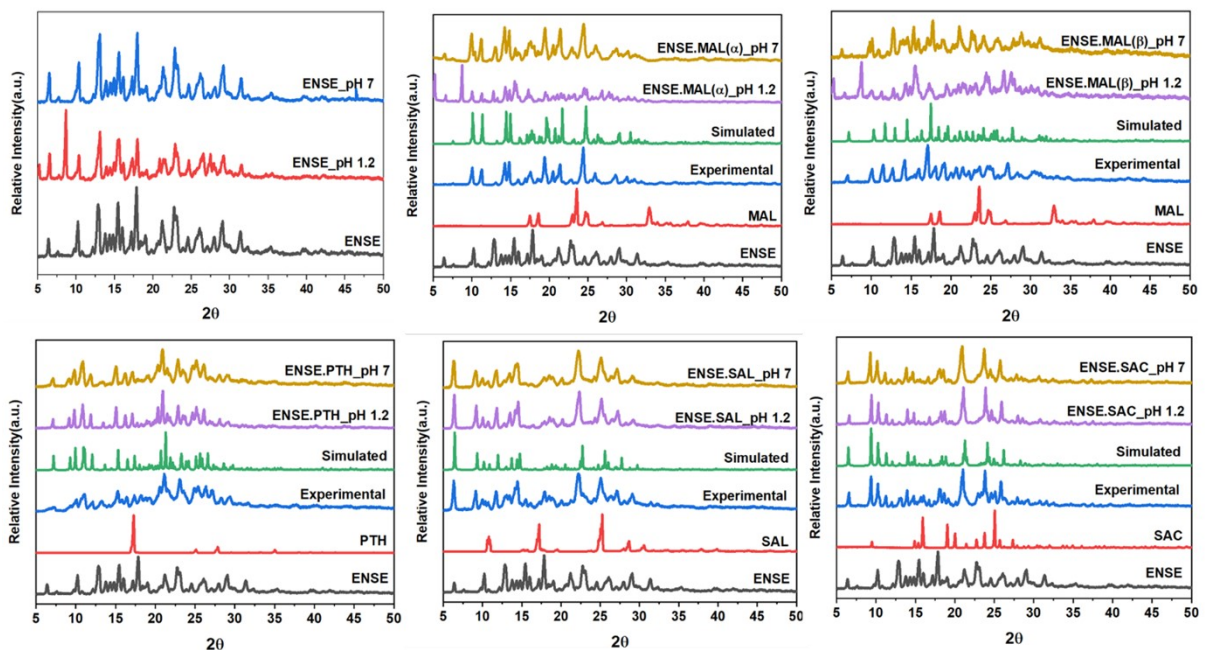 Relative Intensity(a.u.)
ENSE_pH 7
ENSE_pH 1.2
ENSE
5 10 15 20 25 30 35 40 45 50
2θ
Relative Intensity(a.u.)
ENSE.MAL(α)_pH 7
ENSE.MAL(α)_pH 1.2
Simulated
Experimental
MAL
ENSE
5 10 15 20 25 30 35 40 45 50
2θ
Relative Intensity(a.u.)
ENSE.MAL(β)_pH 7
ENSE.MAL(β)_pH 1.2
Simulated
Experimental
MAL
ENSE
5 10 15 20 25 30 35 40 45 50
2θ
Relative Intensity(a.u.)
ENSE.PTH_pH 7
ENSE.PTH_pH 1.2
Simulated
Experimental
PTH
ENSE
5 10 15 20 25 30 35 40 45 50
2θ
Relative Intensity(a.u.)
ENSE.SAL_pH 7
ENSE.SAL_pH 1.2
Simulated
Experimental
SAL
ENSE
5 10 15 20 25 30 35 40 45 50
2θ
Relative Intensity(a.u.)
ENSE.SAC_pH 7
ENSE.SAC_pH 1.2
Simulated
Experimental
SAC
ENSE
5 10 15 20 25 30 35 40 45 50
2θ